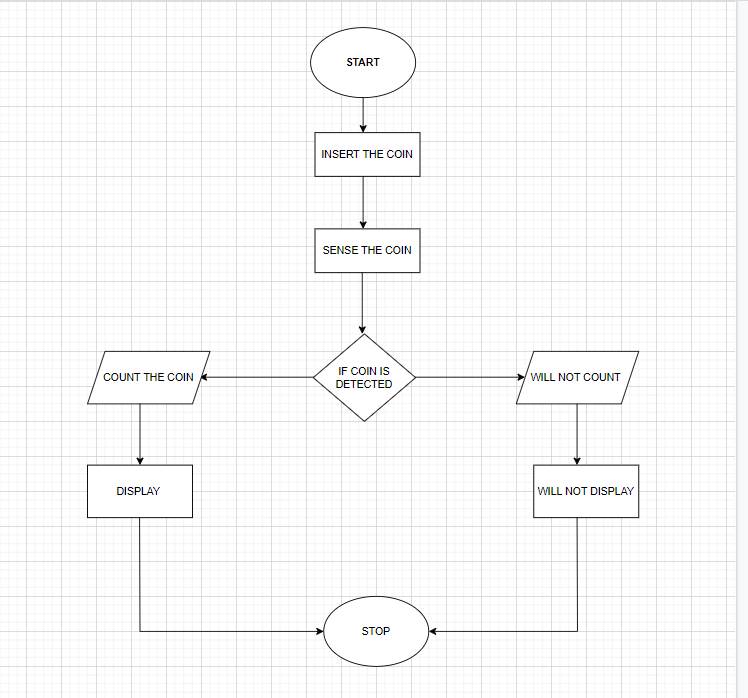 START
INSERT THE COIN
SENSE THE COIN
IF COIN IS
DETECTED
COUNT THE COIN
WILL NOT COUNT
DISPLAY
WILL NOT DISPLAY
STOP